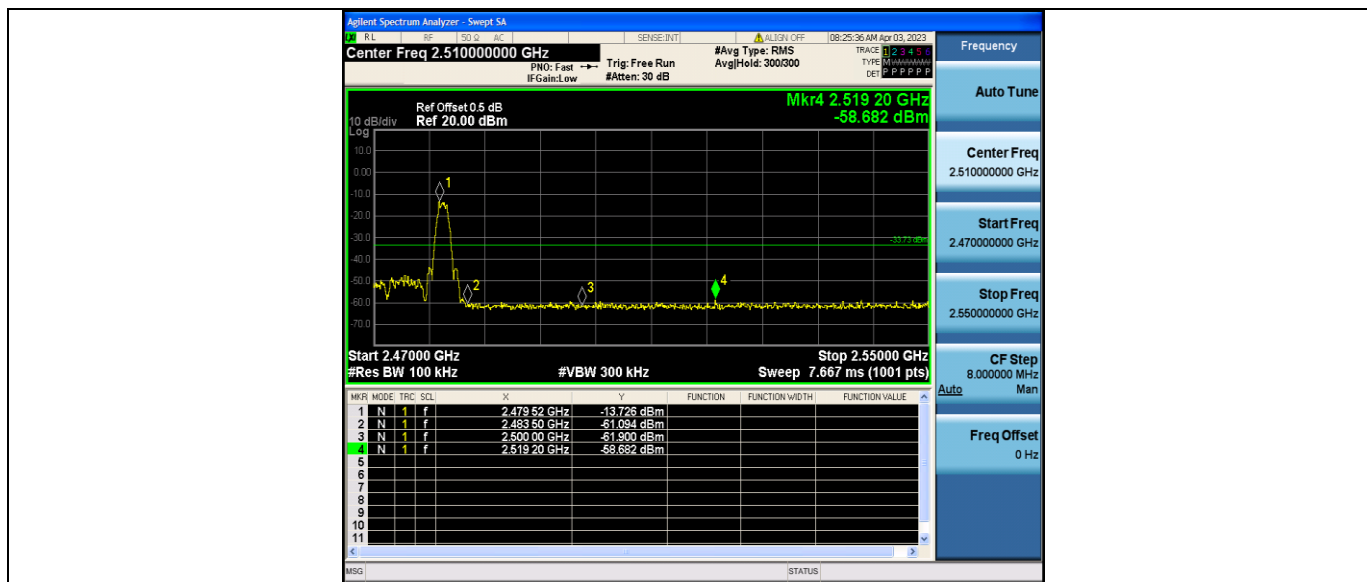 Agilent Spectrum Analyzer - Swept SA
RL RF 50 Ω AC SENSE:INT ALIGN OFF 08:25:36 AM Apr 03, 2023
Center Freq 2.510000000 GHz
PNO: Fast
IFGain:Low
Trig: Free Run
#Atten: 30 dB
#Avg Type: RMS
Avg|Hold: 300/300
TRACE 1 2 3 4 5 6
TYPE M
DET P P P P P P
Frequency
Auto Tune
Center Freq
2.510000000 GHz
Start Freq
2.470000000 GHz
Stop Freq
2.550000000 GHz
CF Step
8.000000 MHz
Auto Man
Freq Offset
0 Hz
Mkr4 2.519 20 GHz
-58.682 dBm
Ref Offset 0.5 dB
10 dB/div Ref 20.00 dBm
Log
10.0
0.00
-10.0
-20.0
-30.0
-40.0
-50.0
-60.0
-70.0
1
2
3
4
-33.73 dBm
Start 2.47000 GHz Stop 2.55000 GHz
#Res BW 100 kHz #VBW 300 kHz Sweep 7.667 ms (1001 pts)
MKR MODE TRC SCL X Y FUNCTION FUNCTION WIDTH FUNCTION VALUE
1 N 1 f 2.479 52 GHz -13.726 dBm
2 N 1 f 2.483 50 GHz -61.094 dBm
3 N 1 f 2.500 00 GHz -61.900 dBm
4 N 1 f 2.519 20 GHz -58.682 dBm
5
6
7
8
9
10
11
MSG STATUS